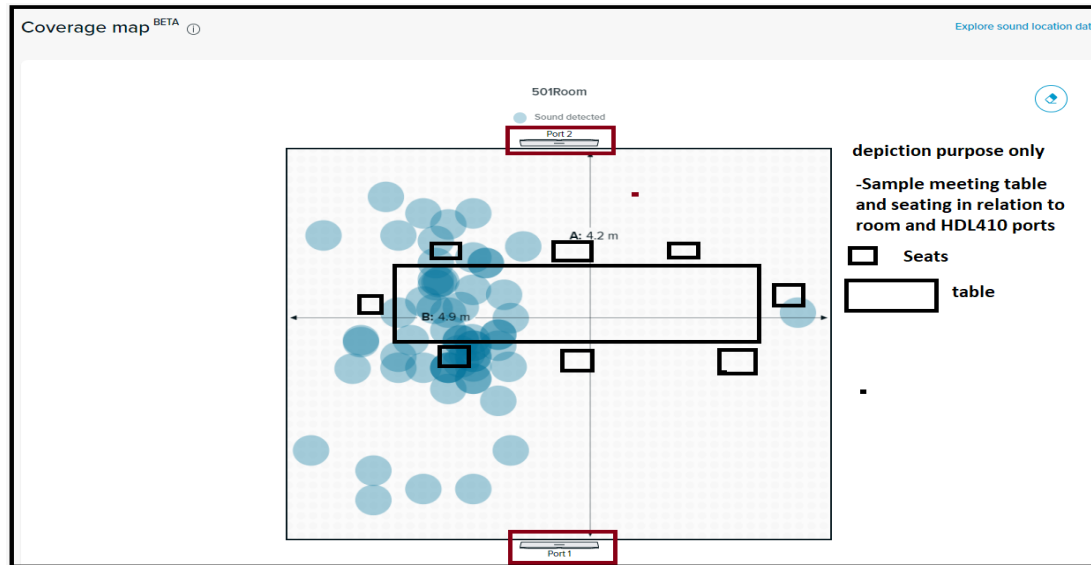 Coverage map BETA
Explore sound location dat
501Room
Sound detected
Port 2
depiction purpose only
-Sample meeting table
and seating in relation to
room and HDL410 ports
A: 4.2 m
Seats
table
B: 4.9 m
Port 1